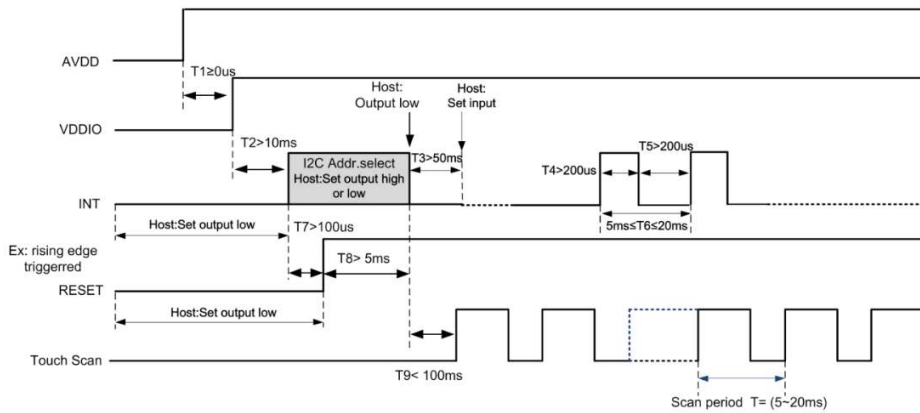 AVDD
T1≥0us
Host:
Output low
Host:
Set input
VDDIO
T2>10ms
I2C Addr.select
Host:Set output high
or low
T3>50ms
T4>200us
T5>200us
INT
Host:Set output low
T7>100us
5ms≤T6≤20ms
Ex: rising edge
triggerred
T8> 5ms
RESET
Host:Set output low
Touch Scan
T9< 100ms
Scan period T= (5~20ms)